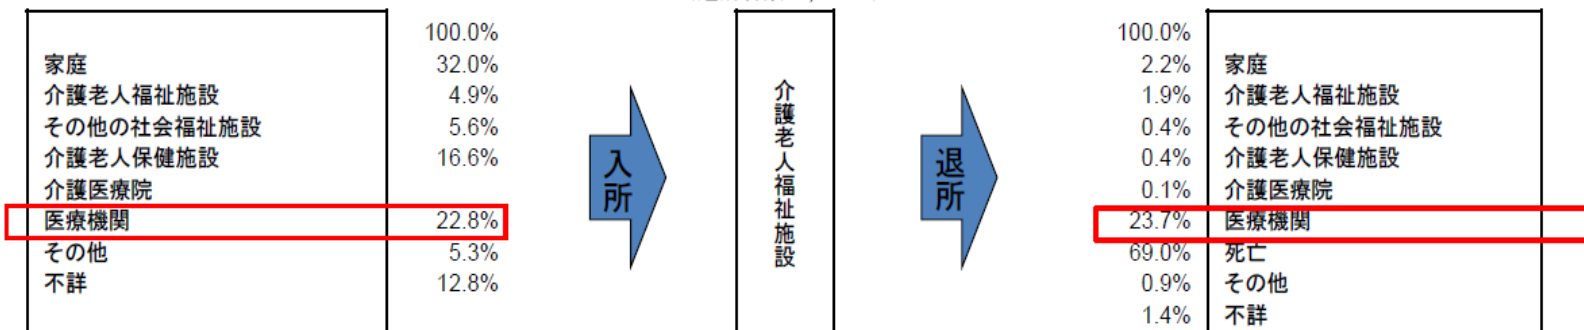 100.0%
家庭 32.0%
介護老人福祉施設 4.9%
その他の社会福祉施設 5.6%
介護老人保健施設 16.6%
介護医療院
医療機関 22.8%
その他 5.3%
不詳 12.8%
入所
介護老人福祉施設
退所
100.0%
2.2% 家庭
1.9% 介護老人福祉施設
0.4% その他の社会福祉施設
0.4% 介護老人保健施設
0.1% 介護医療院
23.7% 医療機関
69.0% 死亡
0.9% その他
1.4% 不詳